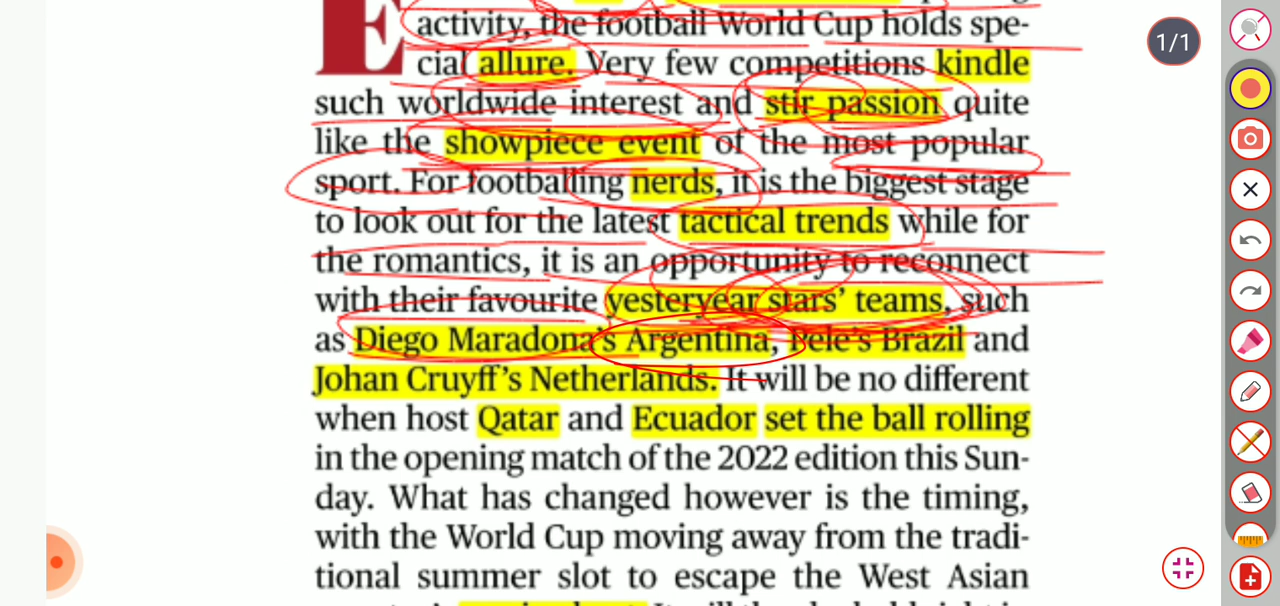 E
activity, the football World Cup holds spe-
cial allure. Very few competitions kindle
such worldwide interest and stir passion quite
like the showpiece event of the most popular
sport. For footballing nerds, it is the biggest stage
to look out for the latest tactical trends while for
the romantics, it is an opportunity to reconnect
with their favourite yesteryear stars' teams, such
as Diego Maradona's Argentina, Pele's Brazil and
Johan Cruyff's Netherlands. It will be no different
when host Qatar and Ecuador set the ball rolling
in the opening match of the 2022 edition this Sun-
day. What has changed however is the timing,
with the World Cup moving away from the tradi-
tional summer slot to escape the West Asian
1/1